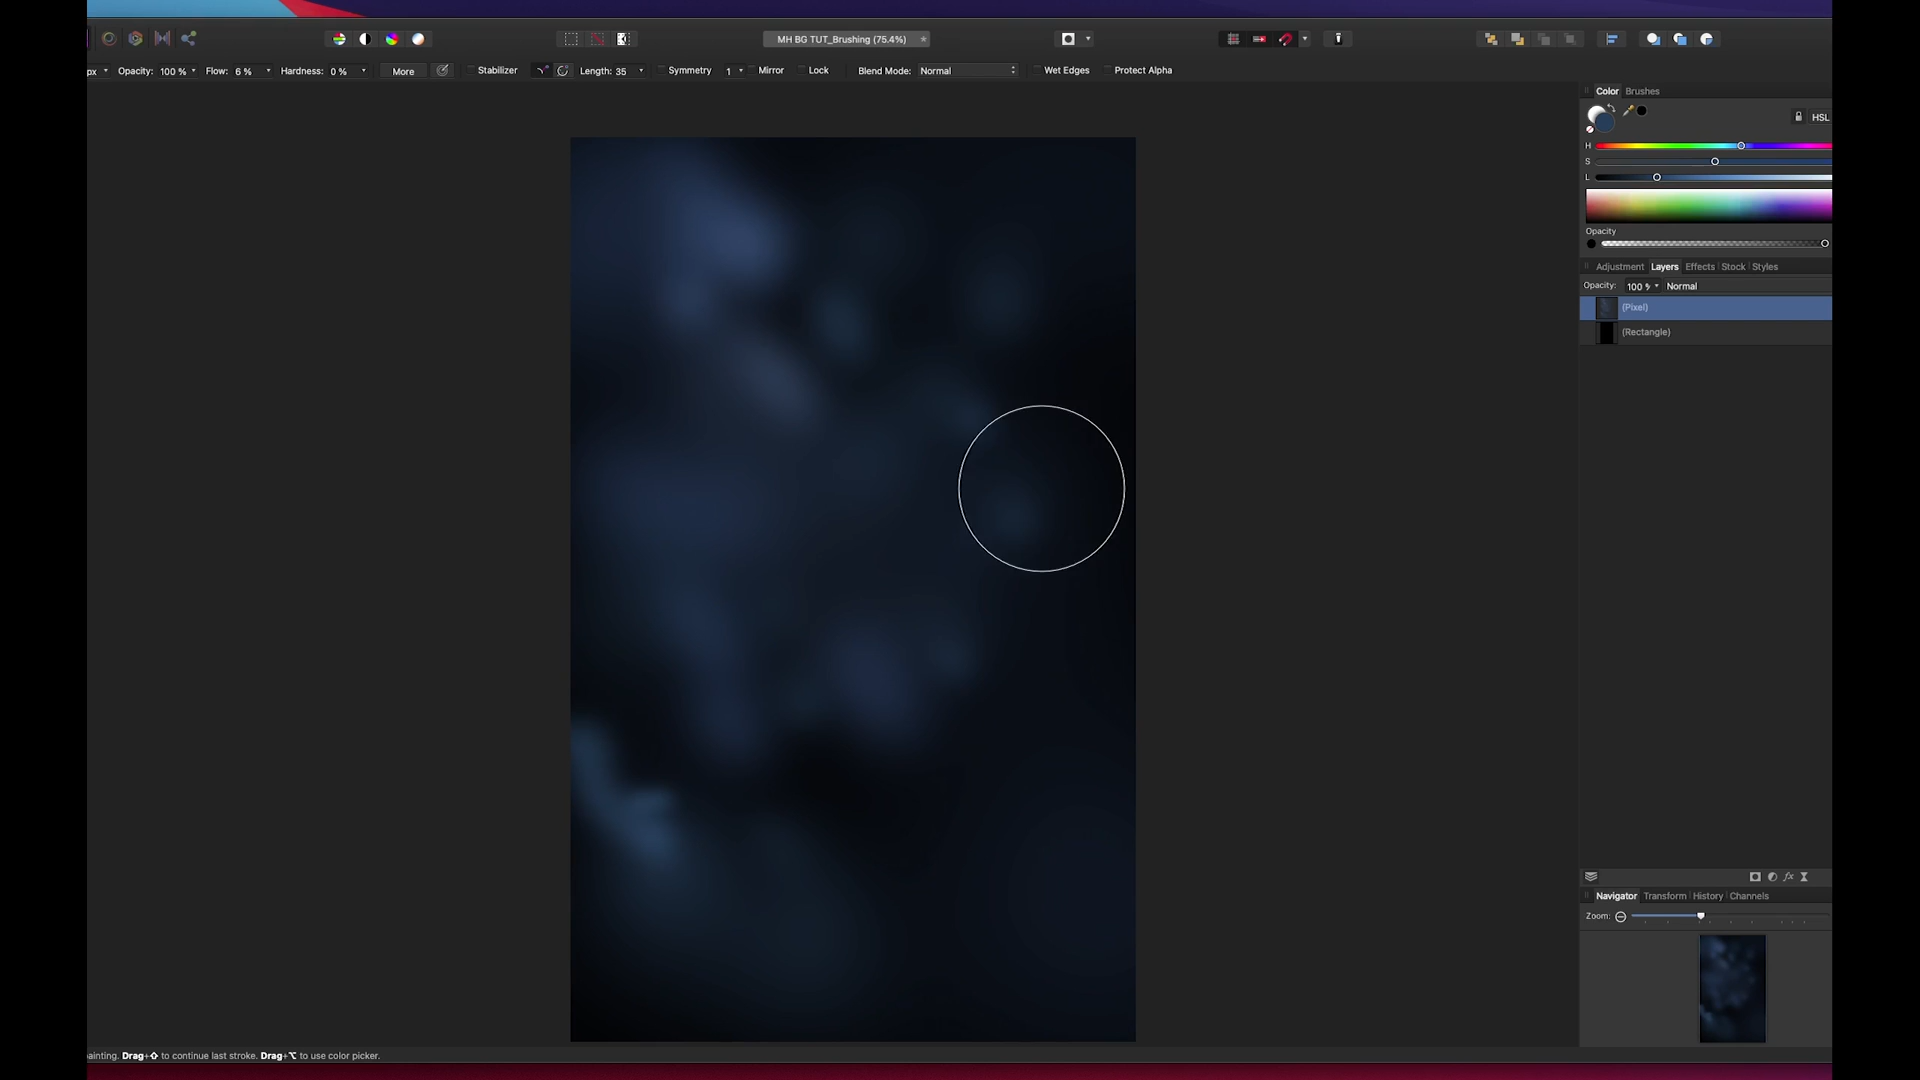 MH BG TUT_Brushing (75.4%)
px Opacity: 100 % Flow: 6 % Hardness: 0 % More Stabilizer Length: 35 Symmetry 1 Mirror Lock Blend Mode: Normal Wet Edges Protect Alpha
Color Brushes
HSL
H
S
L
Opacity
Adjustment Layers Effects Stock Styles
Opacity: 100 % Normal
(Pixel)
(Rectangle)
fx
Navigator Transform History Channels
Zoom:
ainting. Drag+⇧ to continue last stroke. Drag+⌥ to use color picker.